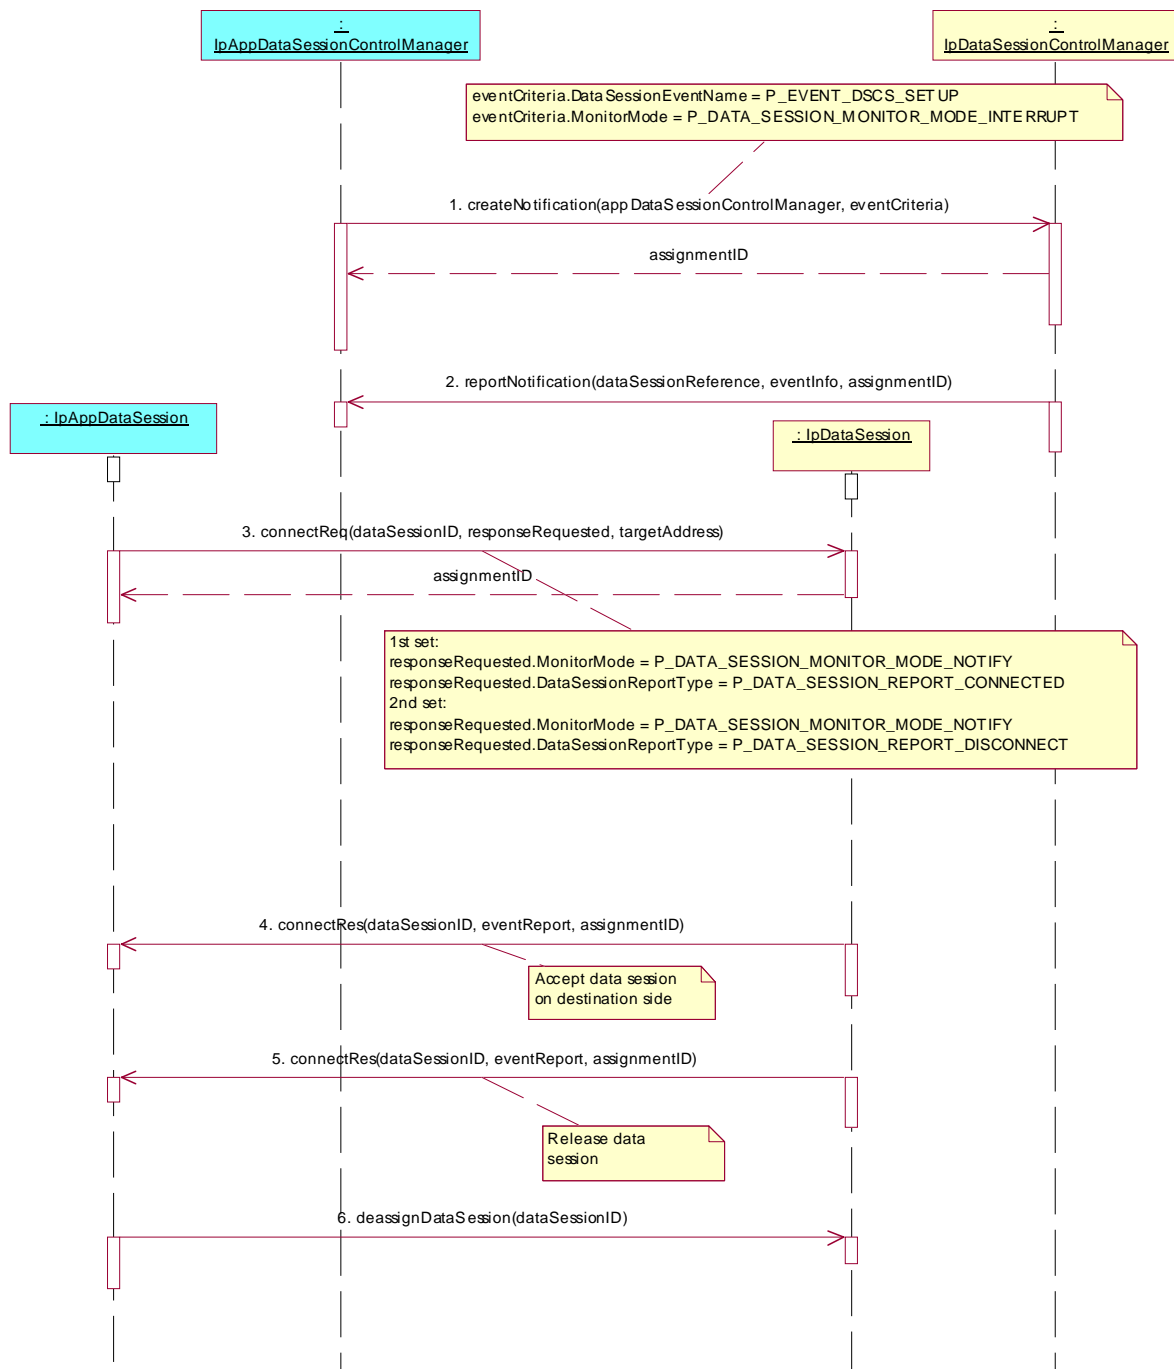 :
IpAppDataSessionControlManager
:
IpDataSessionControlManager
eventCriteria.DataSessionEventName = P_EVENT_DSCS_SETUP
eventCriteria.MonitorMode = P_DATA_SESSION_MONITOR_MODE_INTERRUPT
1. createNotification(appDataSessionControlManager, eventCriteria)
assignmentID
2. reportNotification(dataSessionReference, eventInfo, assignmentID)
: IpAppDataSession
: IpDataSession
3. connectReq(dataSessionID, responseRequested, targetAddress)
assignmentID
1st set:
responseRequested.MonitorMode = P_DATA_SESSION_MONITOR_MODE_NOTIFY
responseRequested.DataSessionReportType = P_DATA_SESSION_REPORT_CONNECTED
2nd set:
responseRequested.MonitorMode = P_DATA_SESSION_MONITOR_MODE_NOTIFY
responseRequested.DataSessionReportType = P_DATA_SESSION_REPORT_DISCONNECT
4. connectRes(dataSessionID, eventReport, assignmentID)
Accept data session
on destination side
5. connectRes(dataSessionID, eventReport, assignmentID)
Release data
session
6. deassignDataSession(dataSessionID)